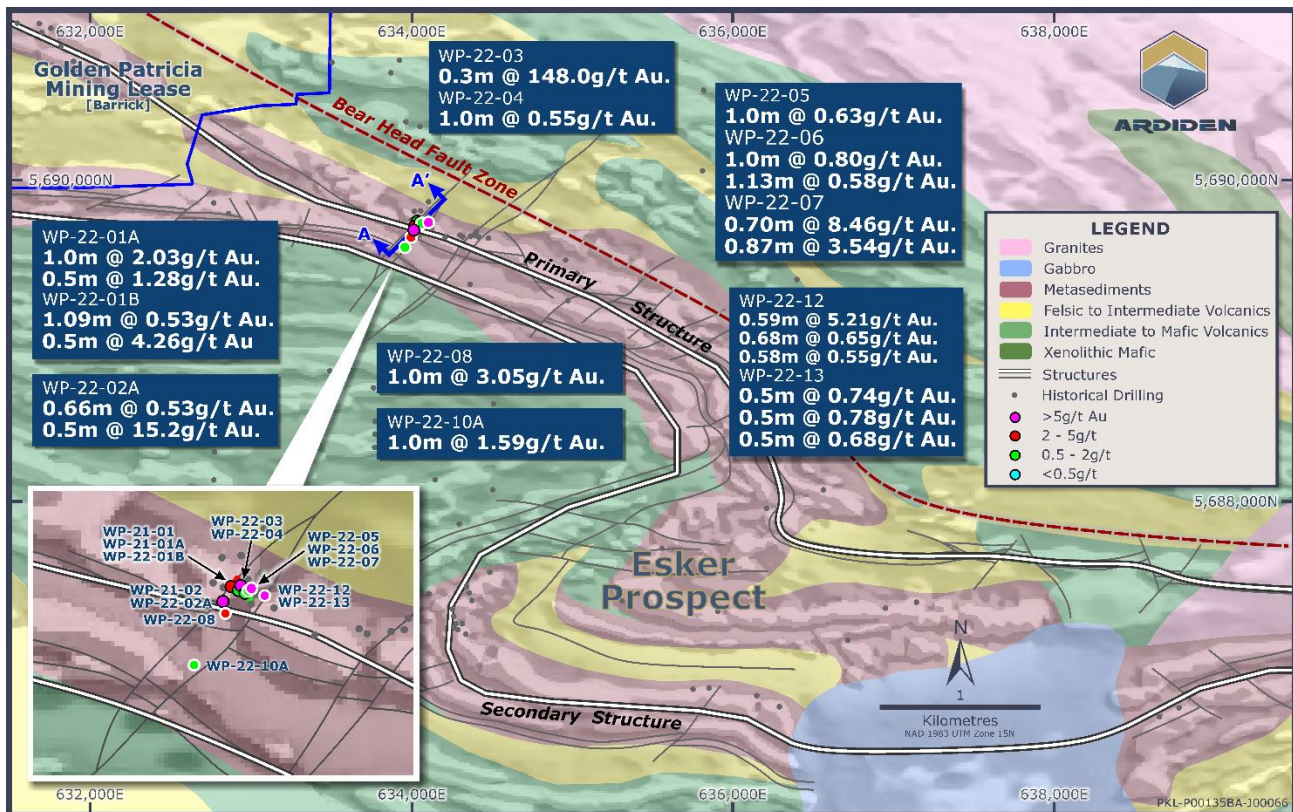 632,000E
634,000E
636,000E
638,000E
Golden Patricia
Mining Lease
[Barrick]
Bear Head Fault Zone
WP-22-03
0.3m @ 148.0g/t Au.
WP-22-04
1.0m @ 0.55g/t Au.
WP-22-05
1.0m @ 0.63g/t Au.
WP-22-06
1.0m @ 0.80g/t Au.
1.13m @ 0.58g/t Au.
WP-22-07
0.70m @ 8.46g/t Au.
0.87m @ 3.54g/t Au.
ARDIDEN
5,690,000N
5,690,000N
A'
A
Primary Structure
WP-22-01A
1.0m @ 2.03g/t Au.
0.5m @ 1.28g/t Au.
WP-22-01B
1.09m @ 0.53g/t Au.
0.5m @ 4.26g/t Au
WP-22-02A
0.66m @ 0.53g/t Au.
0.5m @ 15.2g/t Au.
WP-22-08
1.0m @ 3.05g/t Au.
WP-22-10A
1.0m @ 1.59g/t Au.
WP-22-12
0.59m @ 5.21g/t Au.
0.68m @ 0.65g/t Au.
0.58m @ 0.55g/t Au.
WP-22-13
0.5m @ 0.74g/t Au.
0.5m @ 0.78g/t Au.
0.5m @ 0.68g/t Au.
LEGEND
Granites
Gabbro
Metasediments
Felsic to Intermediate Volcanics
Intermediate to Mafic Volcanics
Xenolithic Mafic
Structures
Historical Drilling
>5g/t Au
2 - 5g/t
0.5 - 2g/t
<0.5g/t
5,688,000N
WP-21-01
WP-21-01A
WP-22-01B
WP-22-03
WP-22-04
WP-22-05
WP-22-06
WP-22-07
WP-21-02
WP-22-02A
WP-22-08
WP-22-12
WP-22-13
WP-22-10A
Esker
Prospect
Secondary Structure
N
1
Kilometres
NAD 1983 UTM Zone 15N
632,000E
634,000E
636,000E
638,000E
PKL-P00135BA-J00066